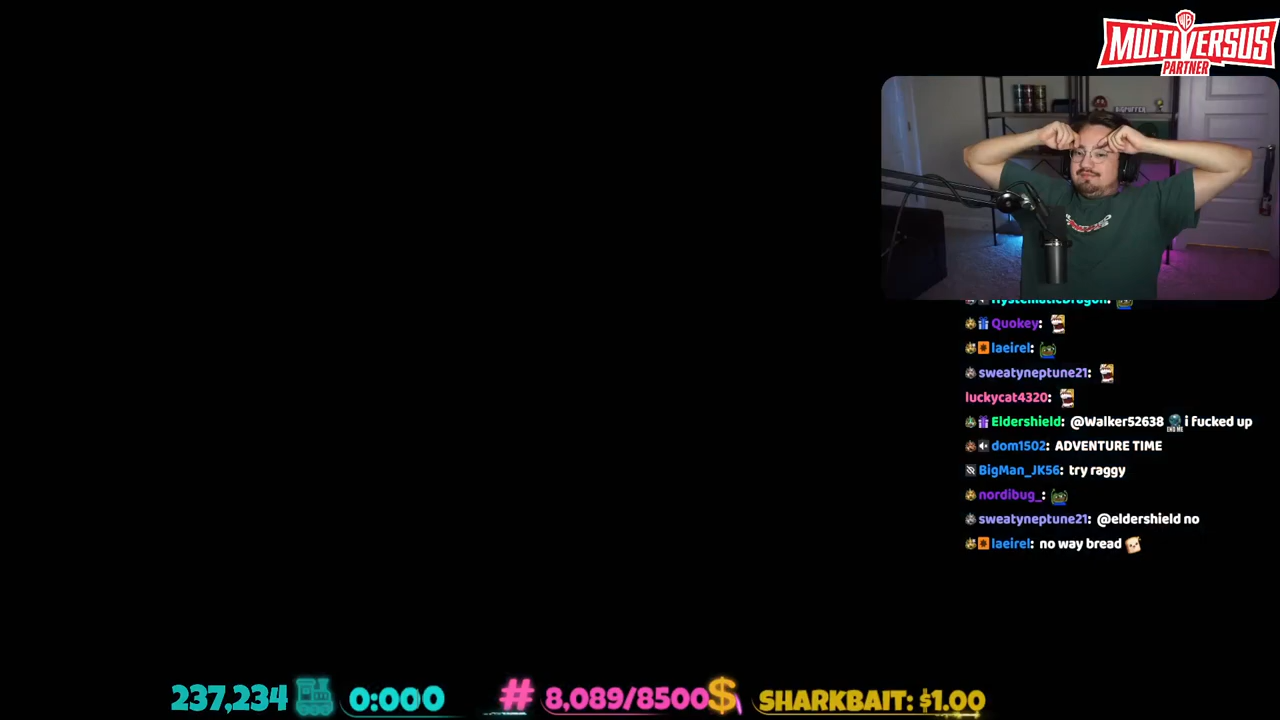 MULTIVERSUS
PARTNER
Quokey:
laeirel:
sweatyneptune21:
luckycat4320:
Eldershield: @Walker52638 i fucked up
dom1502: ADVENTURE TIME
BigMan_JK56: try raggy
nordibug_:
sweatyneptune21: @eldershield no
laeirel: no way bread
237,234 0:000 # 8,089/8500 $ SHARKBAIT: $1.00